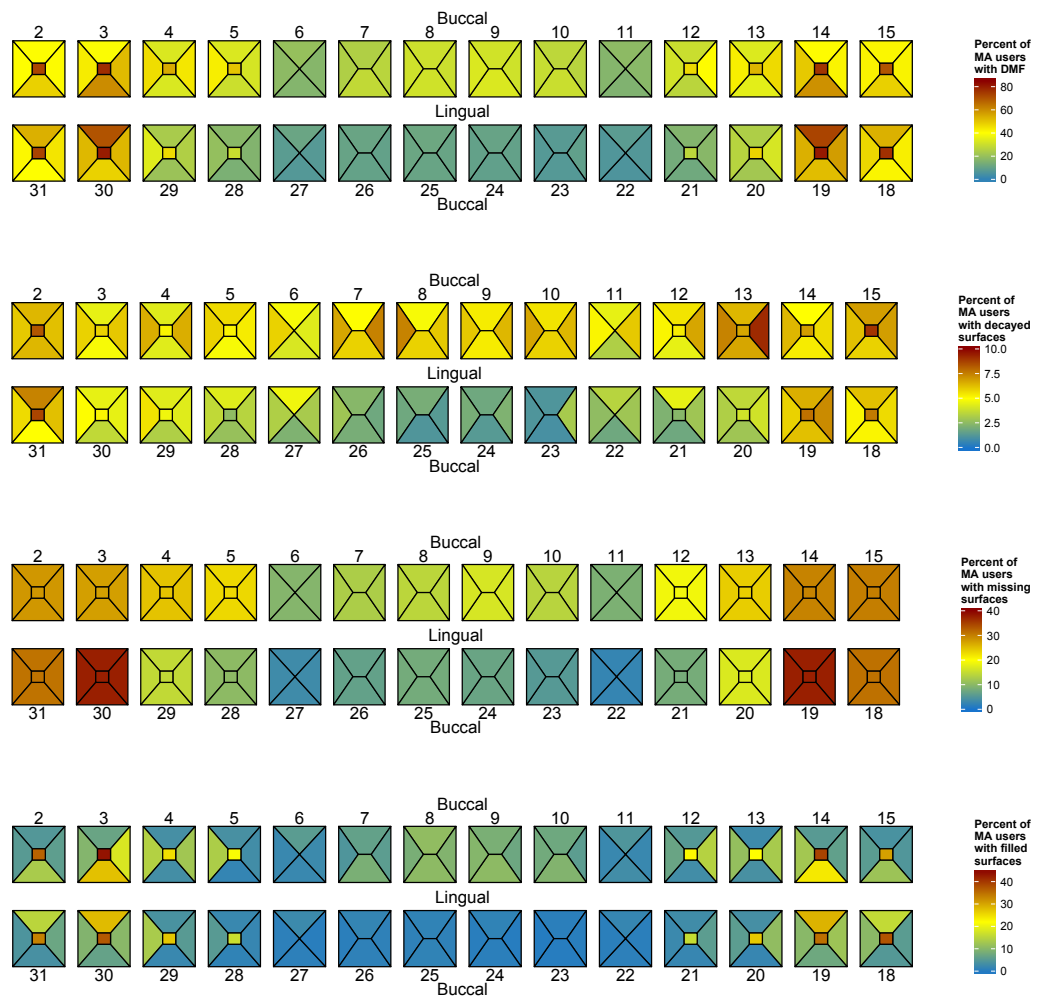 Buccal
2 3 4 5 6 7 8 9 10 11 12 13 14 15
Lingual
31 30 29 28 27 26 25 24 23 22 21 20 19 18
Buccal
Percent of
MA users
with DMF
80
60
40
20
0
Buccal
2 3 4 5 6 7 8 9 10 11 12 13 14 15
Lingual
31 30 29 28 27 26 25 24 23 22 21 20 19 18
Buccal
Percent of
MA users
with decayed
surfaces
10.0
7.5
5.0
2.5
0.0
Buccal
2 3 4 5 6 7 8 9 10 11 12 13 14 15
Lingual
31 30 29 28 27 26 25 24 23 22 21 20 19 18
Buccal
Percent of
MA users
with missing
surfaces
40
30
20
10
0
Buccal
2 3 4 5 6 7 8 9 10 11 12 13 14 15
Lingual
31 30 29 28 27 26 25 24 23 22 21 20 19 18
Buccal
Percent of
MA users
with filled
surfaces
40
30
20
10
0